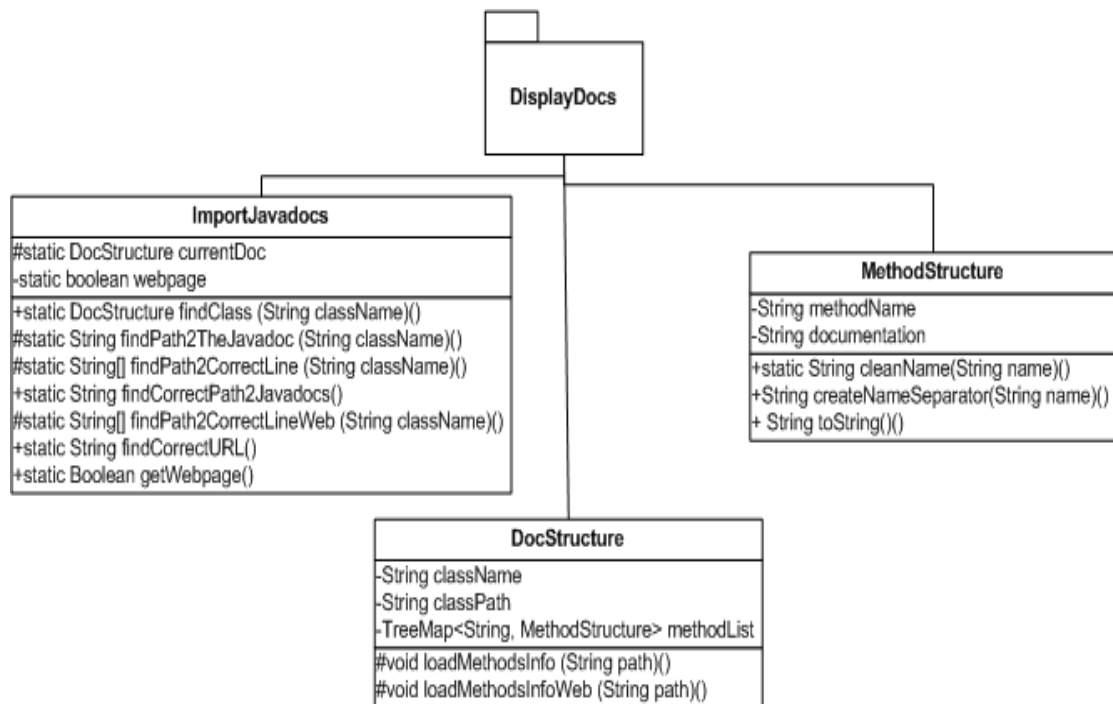 DisplayDocs
ImportJavadocs
#static DocStructure currentDoc
-static boolean webpage
+static DocStructure findClass (String className)()
#static String findPath2TheJavadoc (String className)()
#static String[] findPath2CorrectLine (String className)()
+static String findCorrectPath2Javadocs()
#static String[] findPath2CorrectLineWeb (String className)()
+static String findCorrectURL()
+static Boolean getWebpage()
MethodStructure
-String methodName
-String documentation
+static String cleanName(String name)()
+String createNameSeparator(String name)()
+ String toString()()
DocStructure
-String className
-String classPath
-TreeMap<String, MethodStructure> methodList
#void loadMethodsInfo (String path)()
#void loadMethodsInfoWeb (String path)()